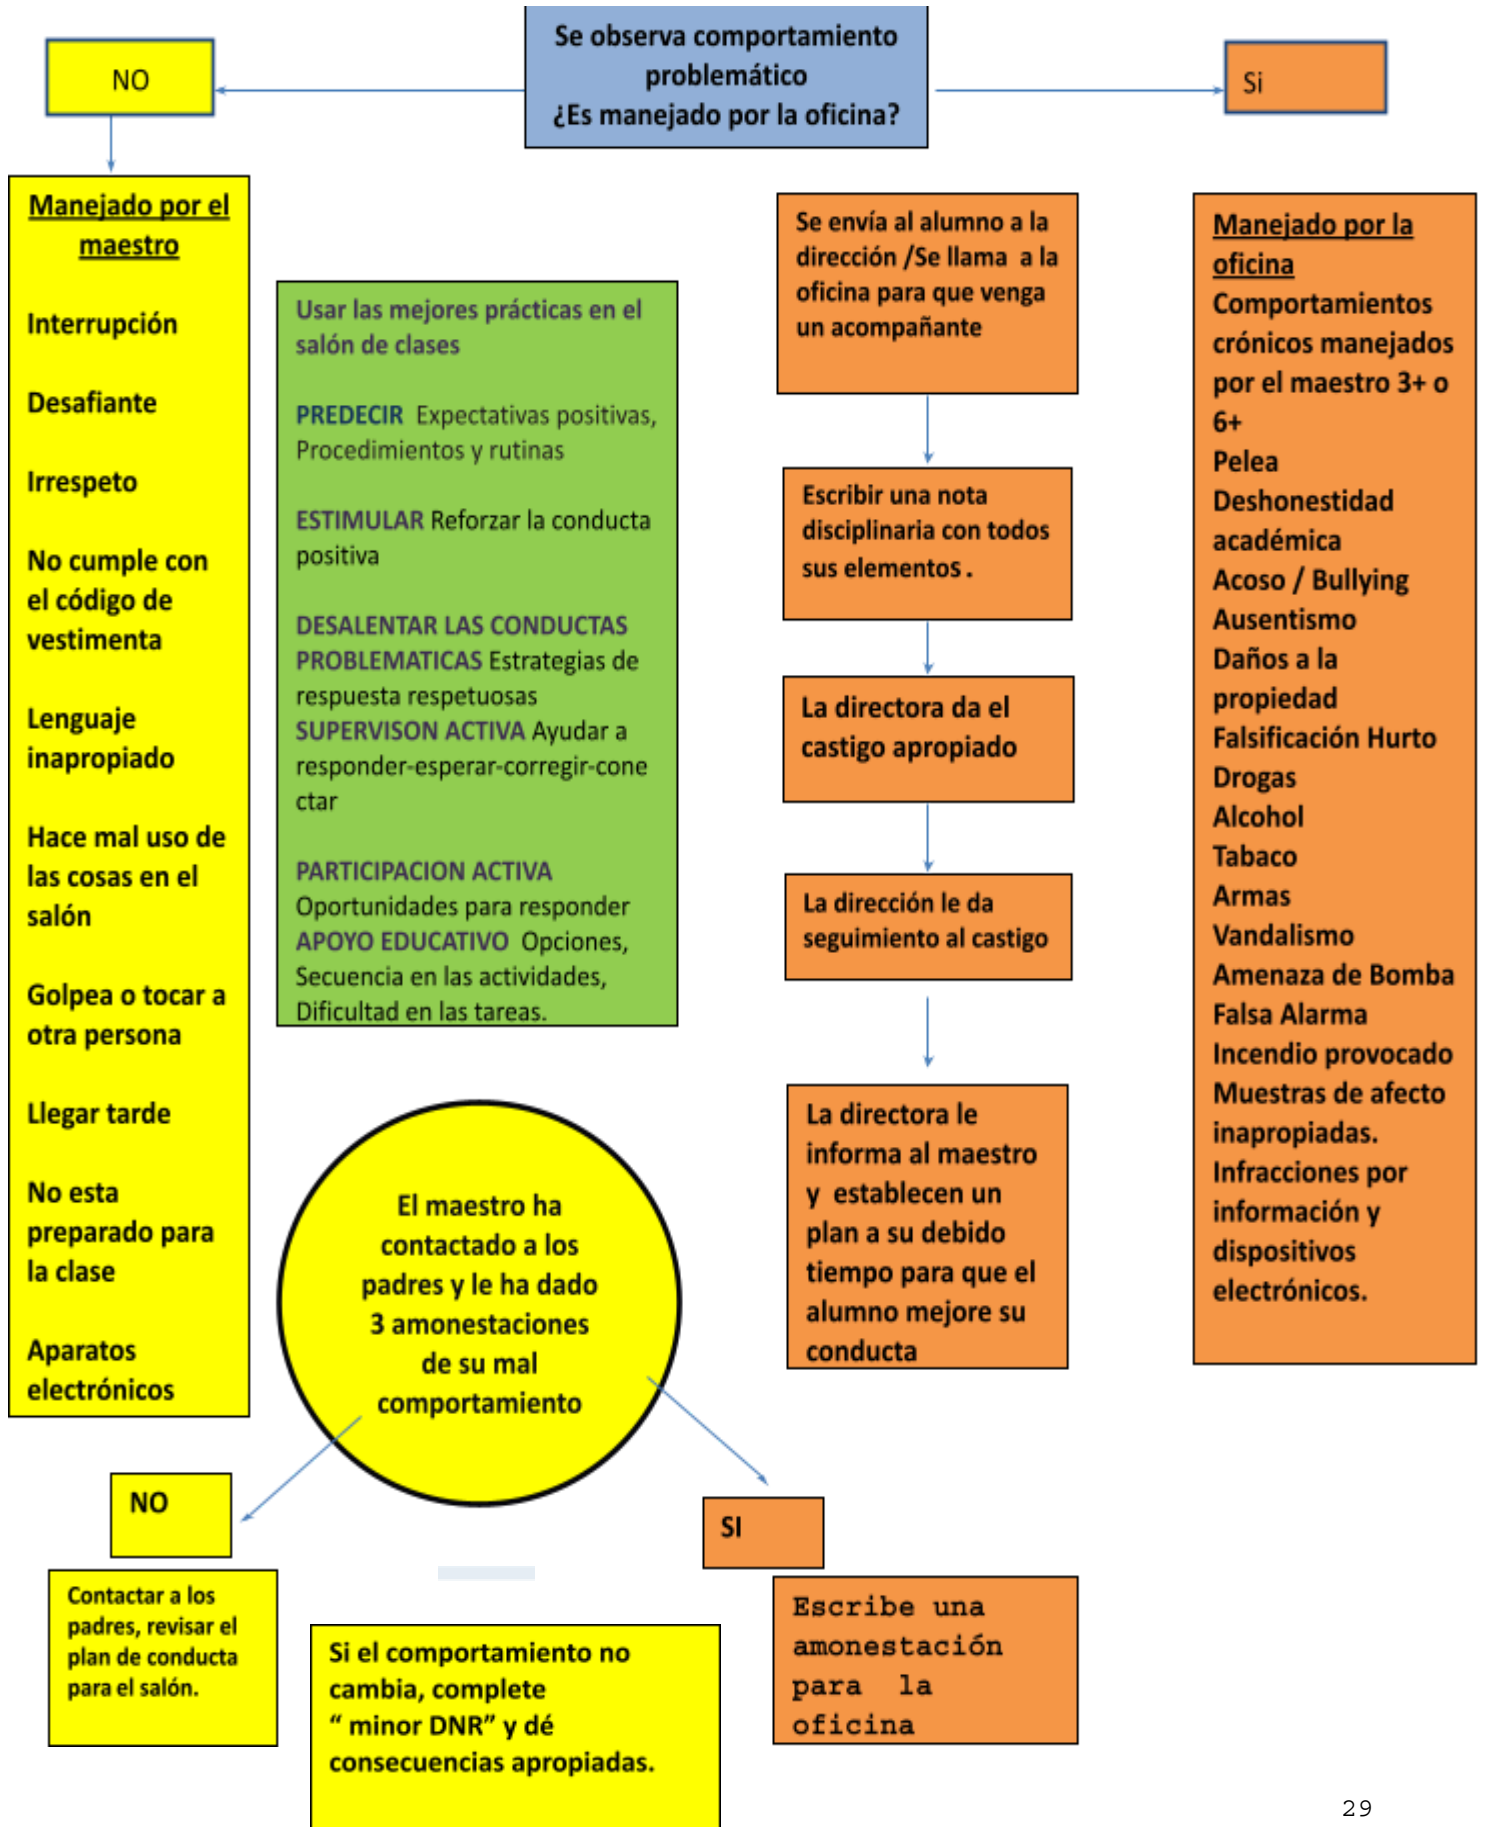 Se observa comportamiento
problemático
¿Es manejado por la oficina?
NO
Si
Manejado por el
maestro
Interrupción
Desafiante
Irrespeto
No cumple con
el código de
vestimenta
Lenguaje
inapropiado
Hace mal uso de
las cosas en el
salón
Golpea o tocar a
otra persona
Llegar tarde
No esta
preparado para
la clase
Aparatos
electrónicos
Usar las mejores prácticas en el
salón de clases
PREDECIR Expectativas positivas,
Procedimientos y rutinas
ESTIMULAR Reforzar la conducta
positiva
DESALENTAR LAS CONDUCTAS
PROBLEMATICAS Estrategias de
respuesta respetuosas
SUPERVISON ACTIVA Ayudar a
responder-esperar-corregir-cone
ctar
PARTICIPACION ACTIVA
Oportunidades para responder
APOYO EDUCATIVO Opciones,
Secuencia en las actividades,
Dificultad en las tareas.
Se envía al alumno a la
dirección /Se llama a la
oficina para que venga
un acompañante
Escribir una nota
disciplinaria con todos
sus elementos .
La directora da el
castigo apropiado
La dirección le da
seguimiento al castigo
La directora le
informa al maestro
y establecen un
plan a su debido
tiempo para que el
alumno mejore su
conducta
Manejado por la
oficina
Comportamientos
crónicos manejados
por el maestro 3+ o
6+
Pelea
Deshonestidad
académica
Acoso / Bullying
Ausentismo
Daños a la
propiedad
Falsificación Hurto
Drogas
Alcohol
Tabaco
Armas
Vandalismo
Amenaza de Bomba
Falsa Alarma
Incendio provocado
Muestras de afecto
inapropiadas.
Infracciones por
información y
dispositivos
electrónicos.
El maestro ha
contactado a los
padres y le ha dado
3 amonestaciones
de su mal
comportamiento
NO
Contactar a los
padres, revisar el
plan de conducta
para el salón.
Si el comportamiento no
cambia, complete
“ minor DNR” y dé
consecuencias apropiadas.
SI
Escribe una
amonestación
para la
oficina
29